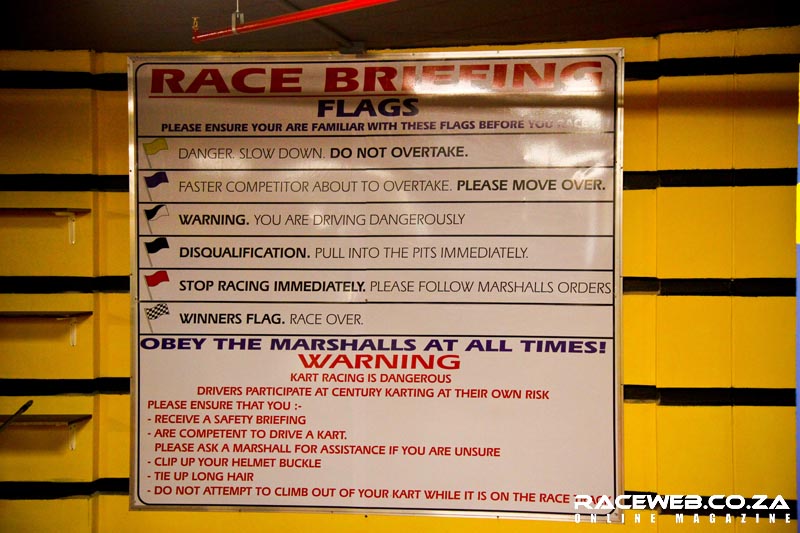 RACE BRIEFING
FLAGS
PLEASE ENSURE YOUR ARE FAMILIAR WITH THESE FLAGS BEFORE YOU RACE
DANGER. SLOW DOWN. DO NOT OVERTAKE.
FASTER COMPETITOR ABOUT TO OVERTAKE. PLEASE MOVE OVER.
WARNING. YOU ARE DRIVING DANGEROUSLY
DISQUALIFICATION. PULL INTO THE PITS IMMEDIATELY.
STOP RACING IMMEDIATELY. PLEASE FOLLOW MARSHALLS ORDERS
WINNERS FLAG. RACE OVER.
OBEY THE MARSHALLS AT ALL TIMES!
WARNING
KART RACING IS DANGEROUS
DRIVERS PARTICIPATE AT CENTURY KARTING AT THEIR OWN RISK
PLEASE ENSURE THAT YOU :-
- RECEIVE A SAFETY BRIEFING
- ARE COMPETENT TO DRIVE A KART.
PLEASE ASK A MARSHALL FOR ASSISTANCE IF YOU ARE UNSURE
- CLIP UP YOUR HELMET BUCKLE
- TIE UP LONG HAIR
- DO NOT ATTEMPT TO CLIMB OUT OF YOUR KART WHILE IT IS ON THE RACE TRACK
RACEWEB.CO.ZA
ONLINE MAGAZINE